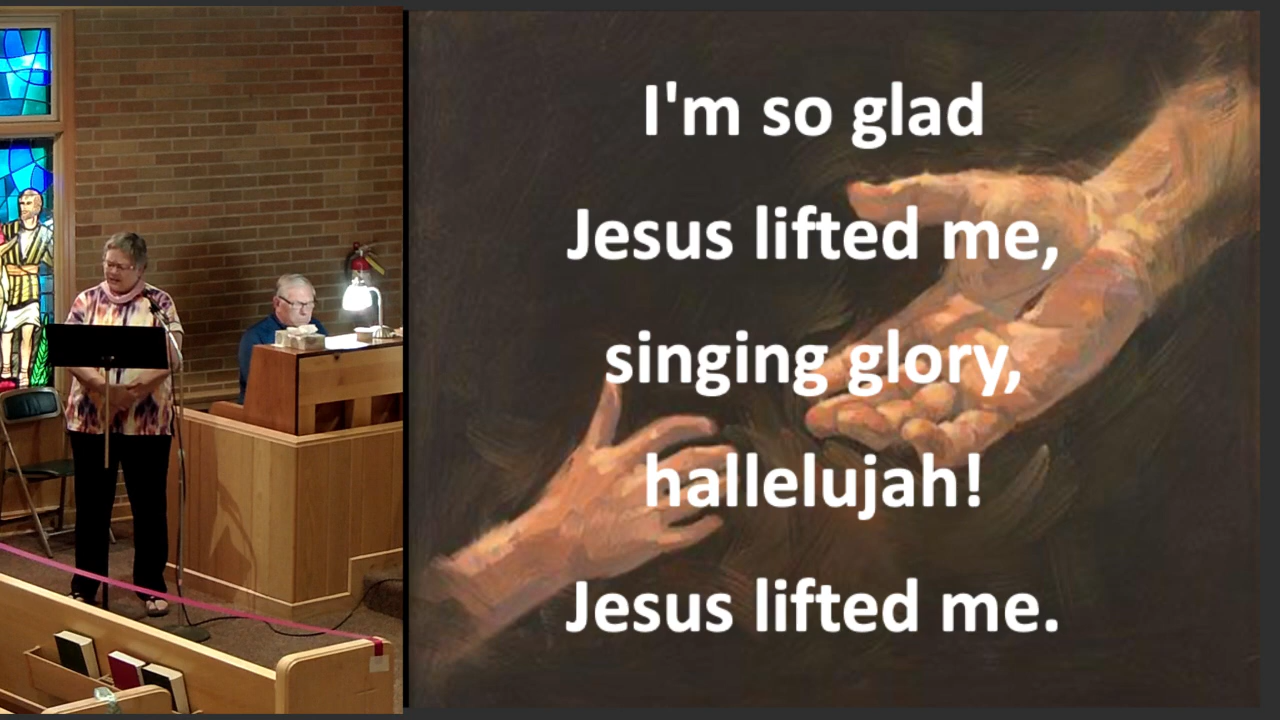 I'm so glad
Jesus lifted me,
singing glory,
hallelujah!
Jesus lifted me.